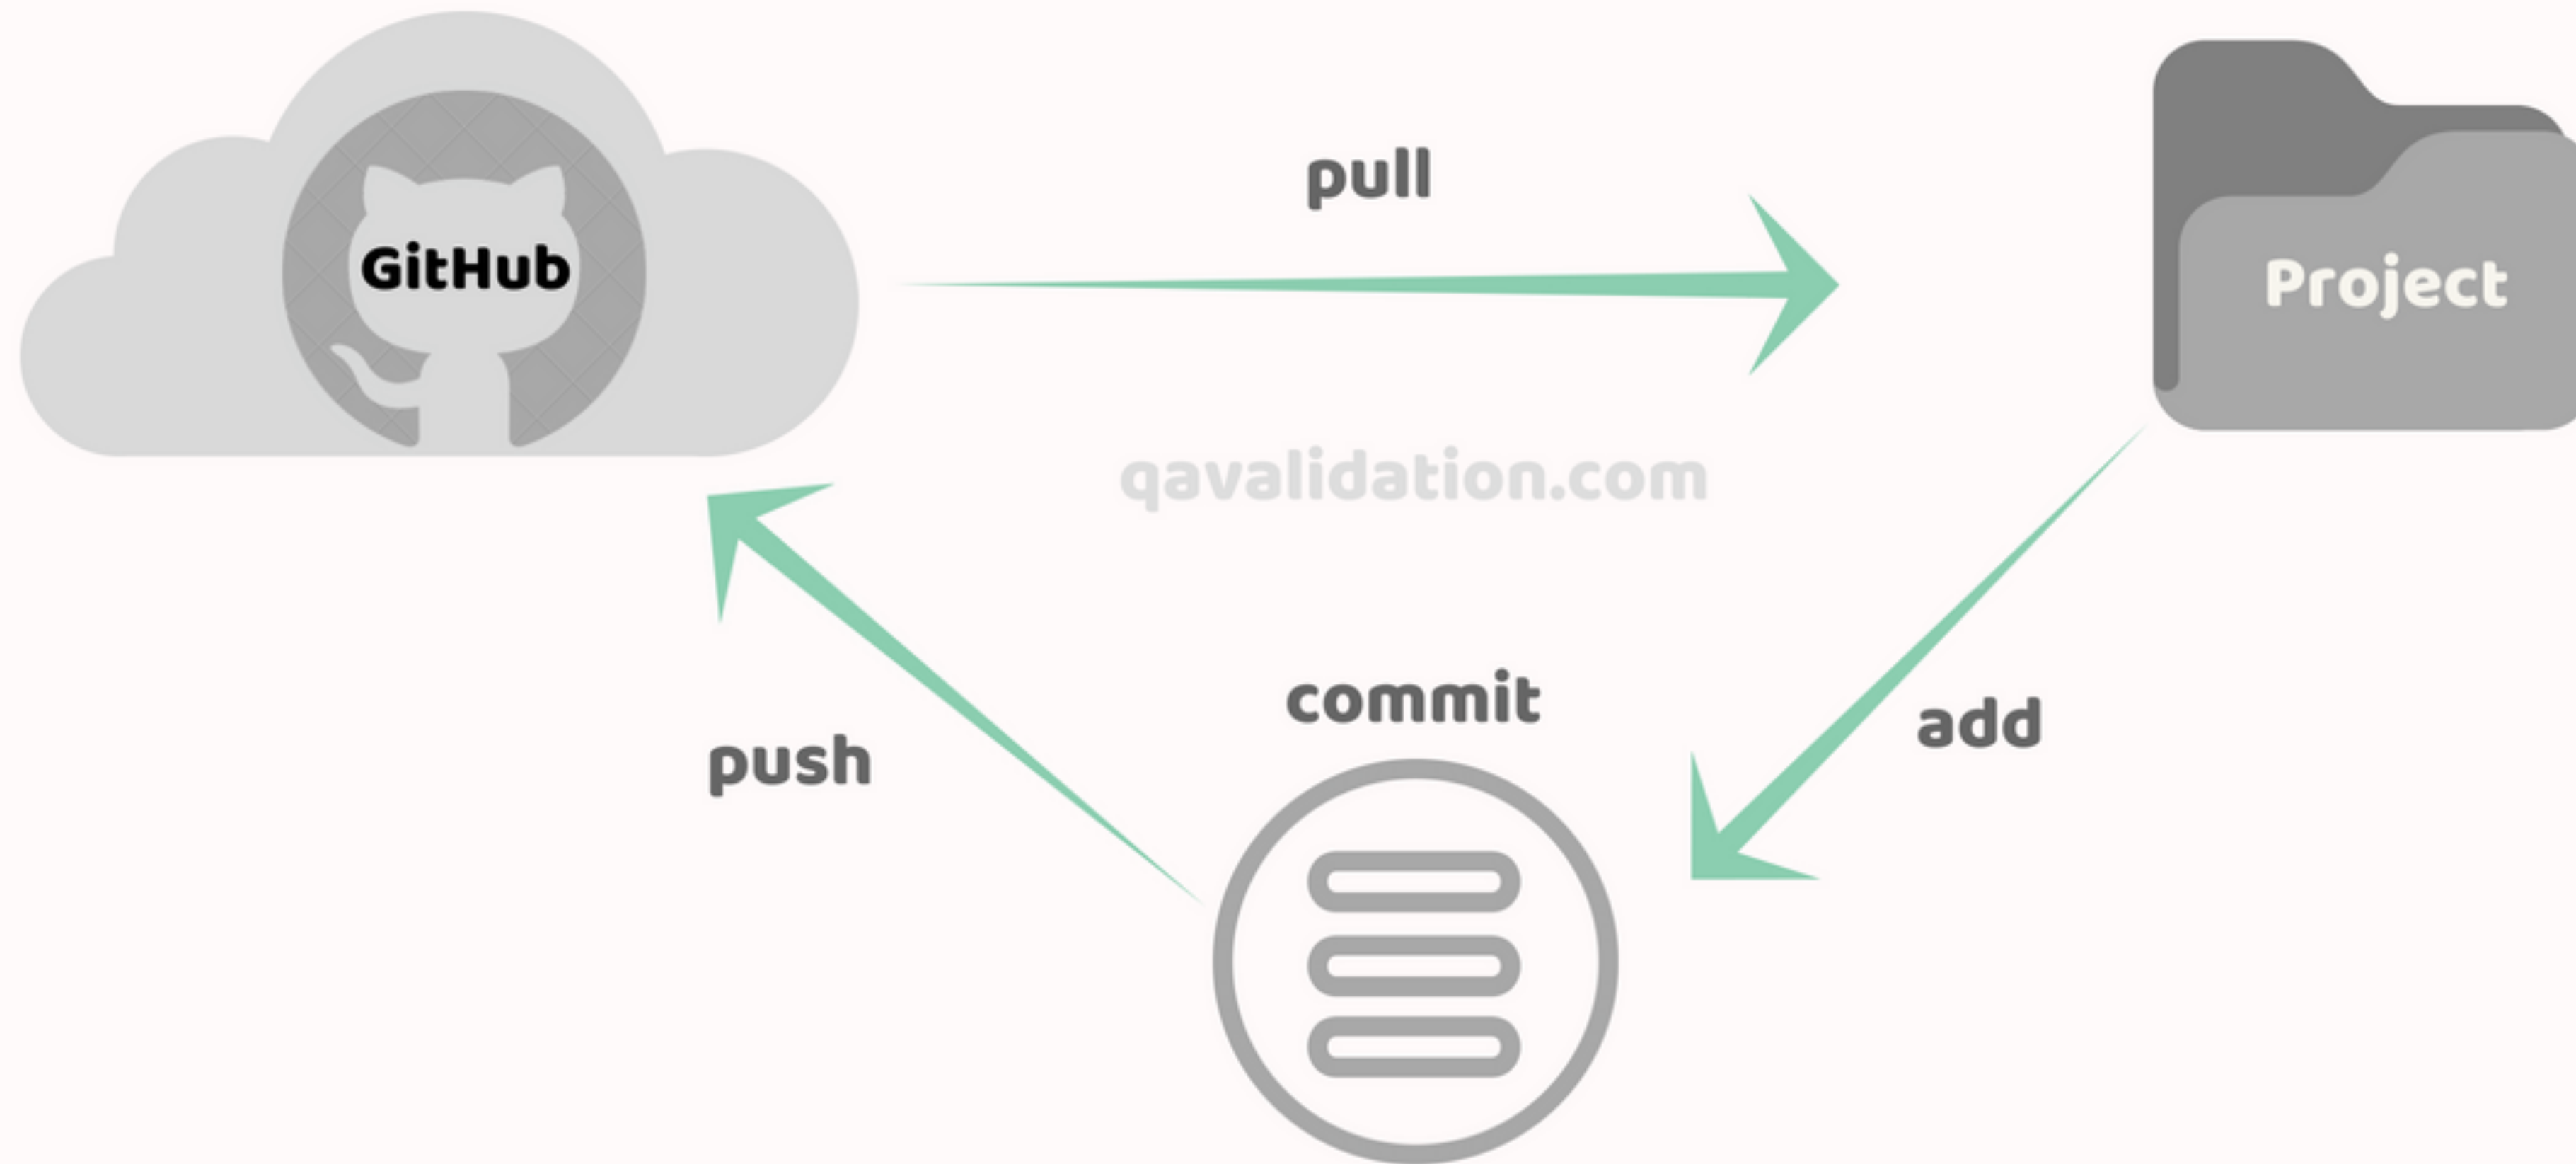 pull
GitHub
Project
qavalidation.com
commit
add
push